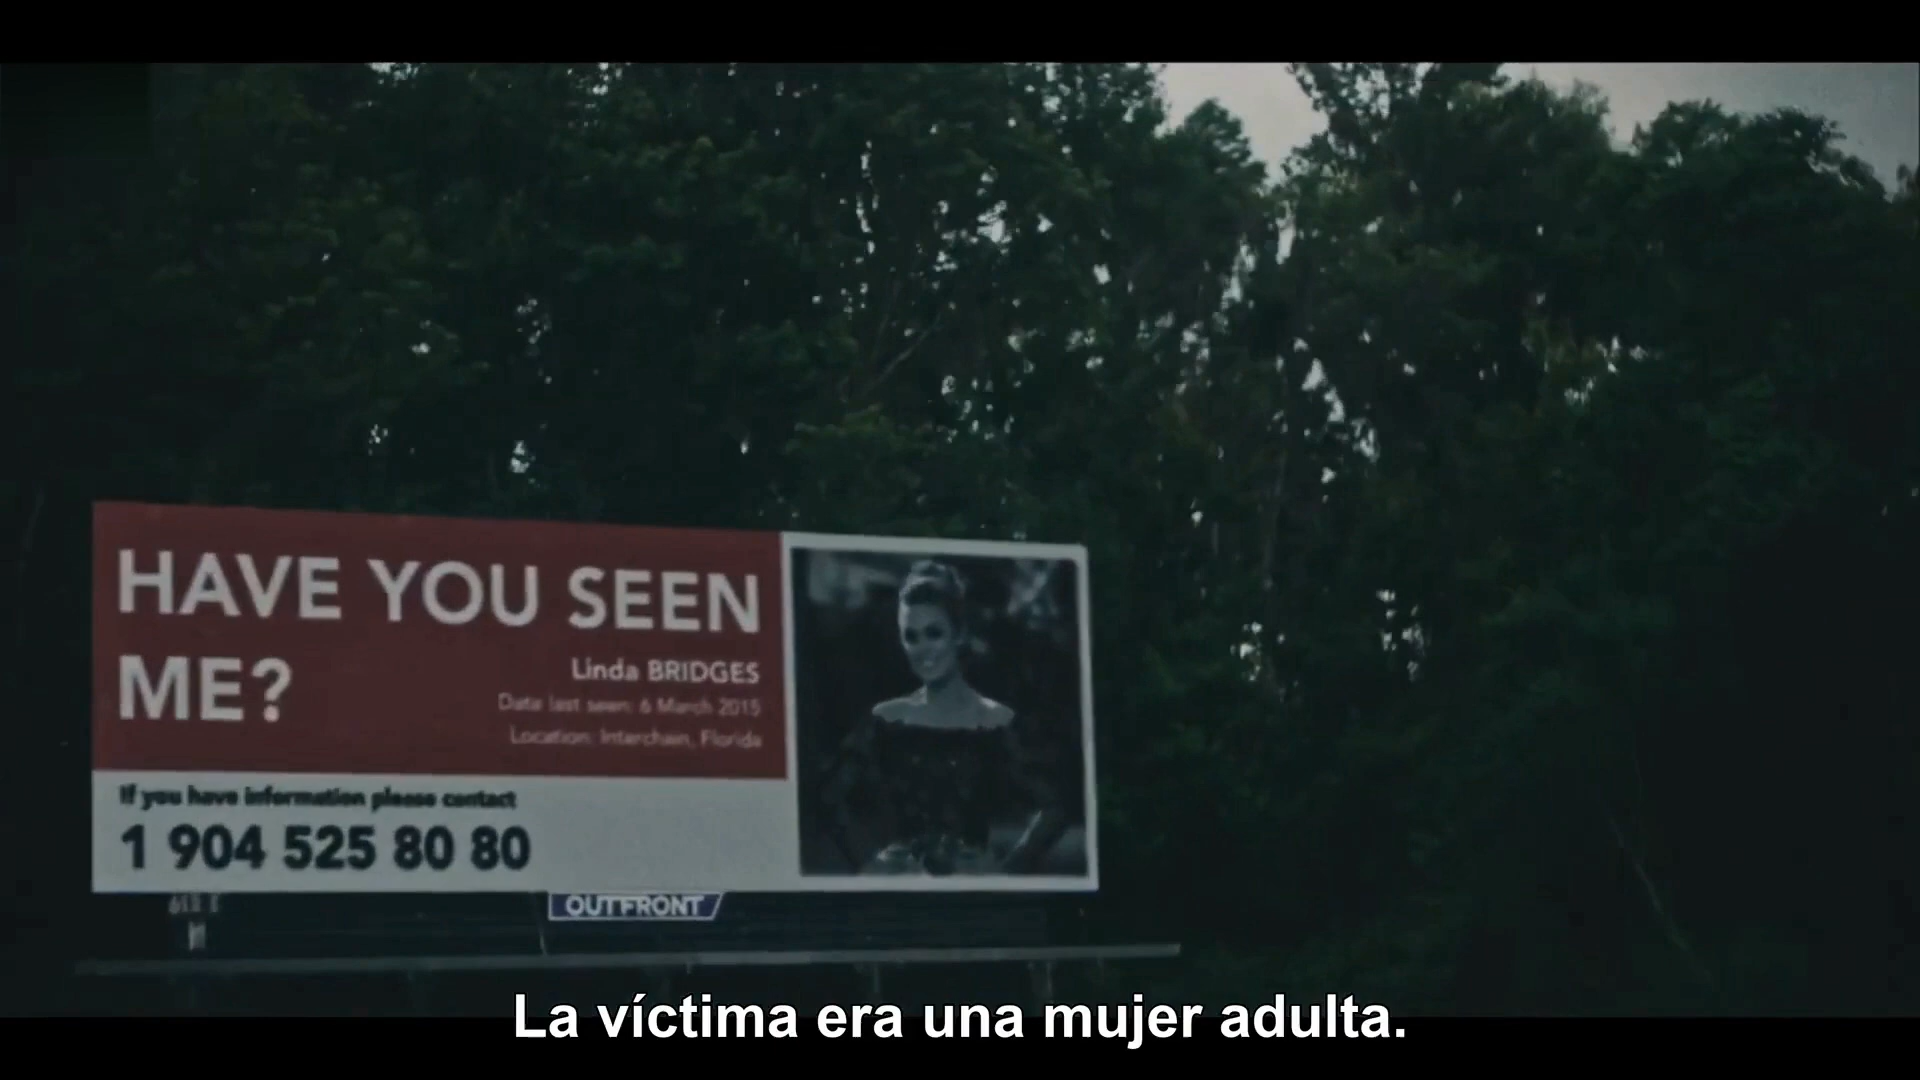 HAVE YOU SEEN
ME?
Linda BRIDGES
Date last seen: 6 March 2015
Location: Interchain, Florida
If you have information please contact
1 904 525 80 80
OUTFRONT
La víctima era una mujer adulta.